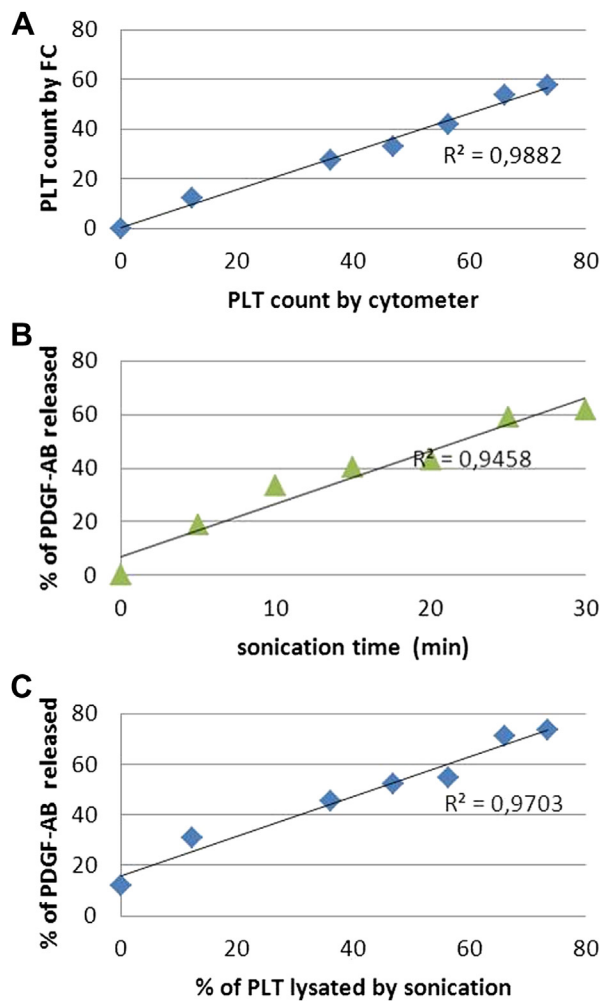 A
80
60
40
20
0
PLT count by FC
R² = 0,9882
0 20 40 60 80
PLT count by cytometer
B
80
60
40
20
0
% of PDGF-AB released
R² = 0,9458
0 10 20 30
sonication time (min)
C
80
60
40
20
0
% of PDGF-AB released
R² = 0,9703
0 20 40 60 80
% of PLT lysated by sonication